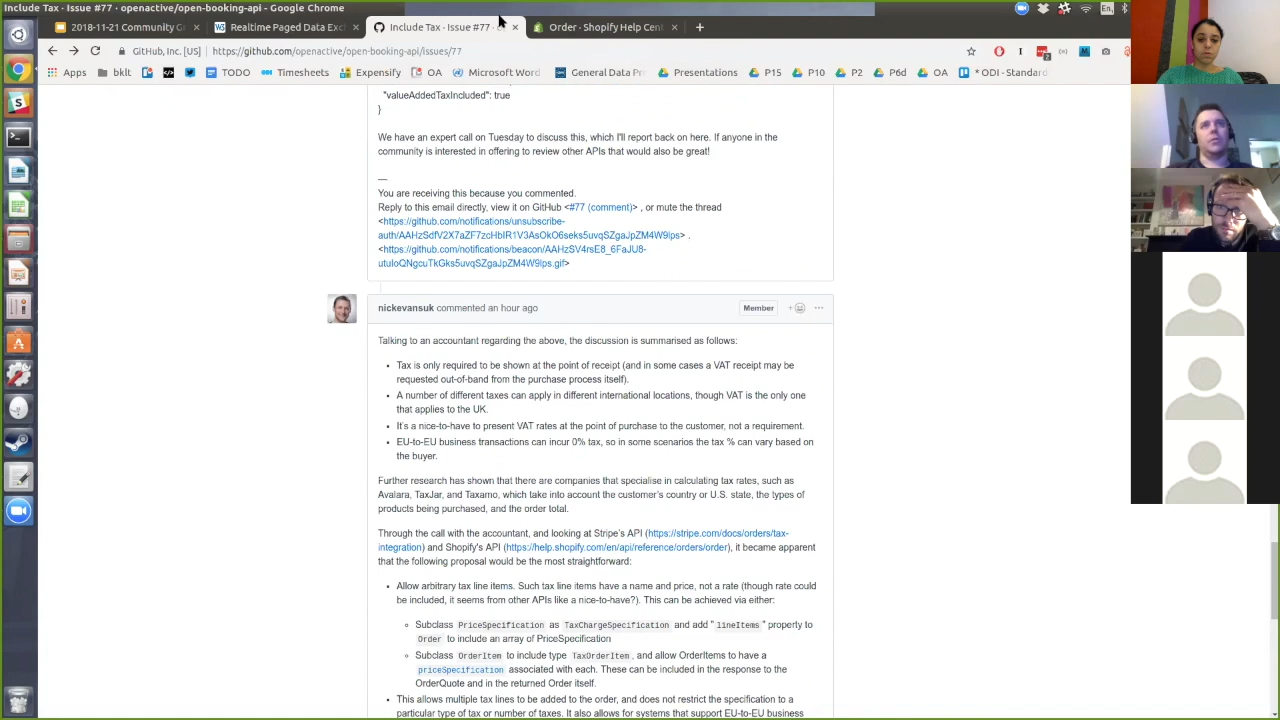 Include Tax · Issue #77 · openactive/open-booking-api - Google Chrome
En,
2018-11-21 Community Gr
Realtime Paged Data Exc
Include Tax · Issue #77 ·
Order · Shopify Help Cent
GitHub, Inc. [US]
https://github.com/openactive/open-booking-api/issues/77
Apps
bklt
TODO
Timesheets
Expensify
OA
Microsoft Word
General Data Pr
Presentations
P15
P10
P2
P6d
OA
* ODI - Standard
"valueAddedTaxIncluded": true
}
We have an expert call on Tuesday to discuss this, which I'll report back on here. If anyone in the
community is interested in offering to review other APIs that would also be great!
—
You are receiving this because you commented.
Reply to this email directly, view it on GitHub <#77 (comment)> , or mute the thread
<https://github.com/notifications/unsubscribe-
.
<https://github.com/notifications/beacon/AAHzSV4rsE8_6FaJU8-
nickevansuk commented an hour ago
Member
Talking to an accountant regarding the above, the discussion is summarised as follows:
• Tax is only required to be shown at the point of receipt (and in some cases a VAT receipt may be
requested out-of-band from the purchase process itself).
• A number of different taxes can apply in different international locations, though VAT is the only one
that applies to the UK.
• It's a nice-to-have to present VAT rates at the point of purchase to the customer, not a requirement.
• EU-to-EU business transactions can incur 0% tax, so in some scenarios the tax % can vary based on
the buyer.
Further research has shown that there are companies that specialise in calculating tax rates, such as
Avalara, TaxJar, and Taxamo, which take into account the customer's country or U.S. state, the types of
products being purchased, and the order total.
Through the call with the accountant, and looking at Stripe's API (https://stripe.com/docs/orders/tax-
integration) and Shopify's API (https://help.shopify.com/en/api/reference/orders/order), it became apparent
that the following proposal would be the most straightforward:
• Allow arbitrary tax line items. Such tax line items have a name and price, not a rate (though rate could
be included, it seems from other APIs like a nice-to-have?). This can be achieved via either:
◦ Subclass PriceSpecification as TaxChargeSpecification and add "lineItems" property to
Order to include an array of PriceSpecification
◦ Subclass OrderItem to include type TaxOrderItem, and allow OrderItems to have a
priceSpecification associated with each. These can be included in the response to the
OrderQuote and in the returned Order itself.
• This allows multiple tax lines to be added to the order, and does not restrict the specification to a
particular type of tax or number of taxes. It also allows for systems that support EU-to-EU business